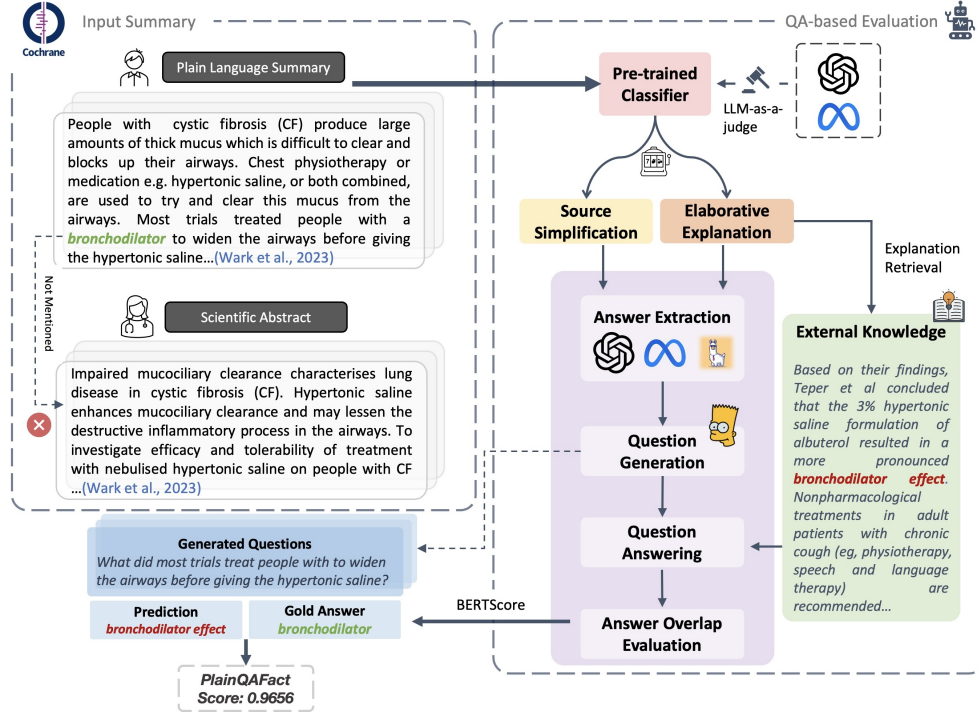 Cochrane
Input Summary
Plain Language Summary
People with cystic fibrosis (CF) produce large
amounts of thick mucus which is difficult to clear and
blocks up their airways. Chest physiotherapy or
medication e.g. hypertonic saline, or both combined,
are used to try and clear this mucus from the
airways. Most trials treated people with a
bronchodilator to widen the airways before giving
the hypertonic saline...(Wark et al., 2023)
Not Mentioned
Scientific Abstract
Impaired mucociliary clearance characterises lung
disease in cystic fibrosis (CF). Hypertonic saline
enhances mucociliary clearance and may lessen the
destructive inflammatory process in the airways. To
investigate efficacy and tolerability of treatment
with nebulised hypertonic saline on people with CF
...(Wark et al., 2023)
QA-based Evaluation
Pre-trained
Classifier
LLM-as-a-
judge
Source
Simplification
Elaborative
Explanation
Explanation
Retrieval
Answer Extraction
Question
Generation
Question
Answering
Answer Overlap
Evaluation
External Knowledge
Based on their findings,
Teper et al concluded
that the 3% hypertonic
saline formulation of
albuterol resulted in a
more pronounced
bronchodilator effect.
Nonpharmacological
treatments in adult
patients with chronic
cough (eg, physiotherapy,
speech and language
therapy) are
recommended...
Generated Questions
What did most trials treat people with to widen
the airways before giving the hypertonic saline?
Prediction
bronchodilator effect
Gold Answer
bronchodilator
BERTScore
PlainQAFact
Score: 0.9656